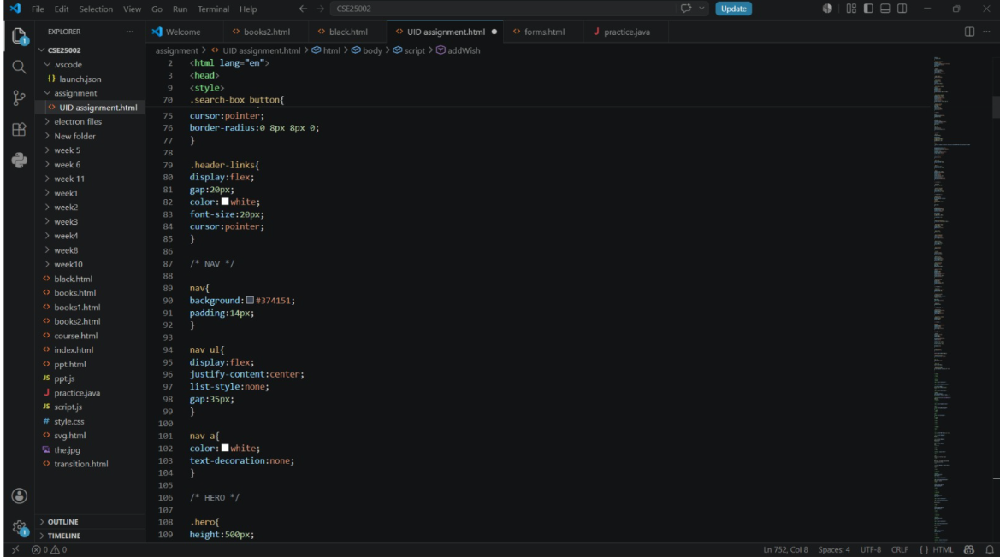 File Edit Selection View Go Run Terminal Help
CSE25002
Update
EXPLORER
CSE25002
.vscode
{} launch.json
assignment
<> UID assignment.html
electron files
New folder
week 5
week 6
week 11
week1
week2
week3
week4
week8
week10
<> black.html
<> books.html
<> books1.html
<> books2.html
<> course.html
<> index.html
<> ppt.html
JS ppt.js
J practice.java
JS script.js
# style.css
<> svg.html
the.jpg
<> transition.html
OUTLINE
TIMELINE
Welcome <> books2.html <> black.html <> UID assignment.html ● <> forms.html J practice.java
assignment > <> UID assignment.html > html > body > script > addWish
2 <html lang="en">
3 <head>
9 <style>
70 .search-box button{
75 cursor:pointer;
76 border-radius:0 8px 8px 0;
77 }
78
79 .header-links{
80 display:flex;
81 gap:20px;
82 color:white;
83 font-size:20px;
84 cursor:pointer;
85 }
86
87 /* NAV */
88
89 nav{
90 background:#374151;
91 padding:14px;
92 }
93
94 nav ul{
95 display:flex;
96 justify-content:center;
97 list-style:none;
98 gap:35px;
99 }
100
101 nav a{
102 color:white;
103 text-decoration:none;
104 }
105
106 /* HERO */
107
108 .hero{
109 height:500px;
0 0 Ln 752, Col 8 Spaces: 4 UTF-8 CRLF {} HTML